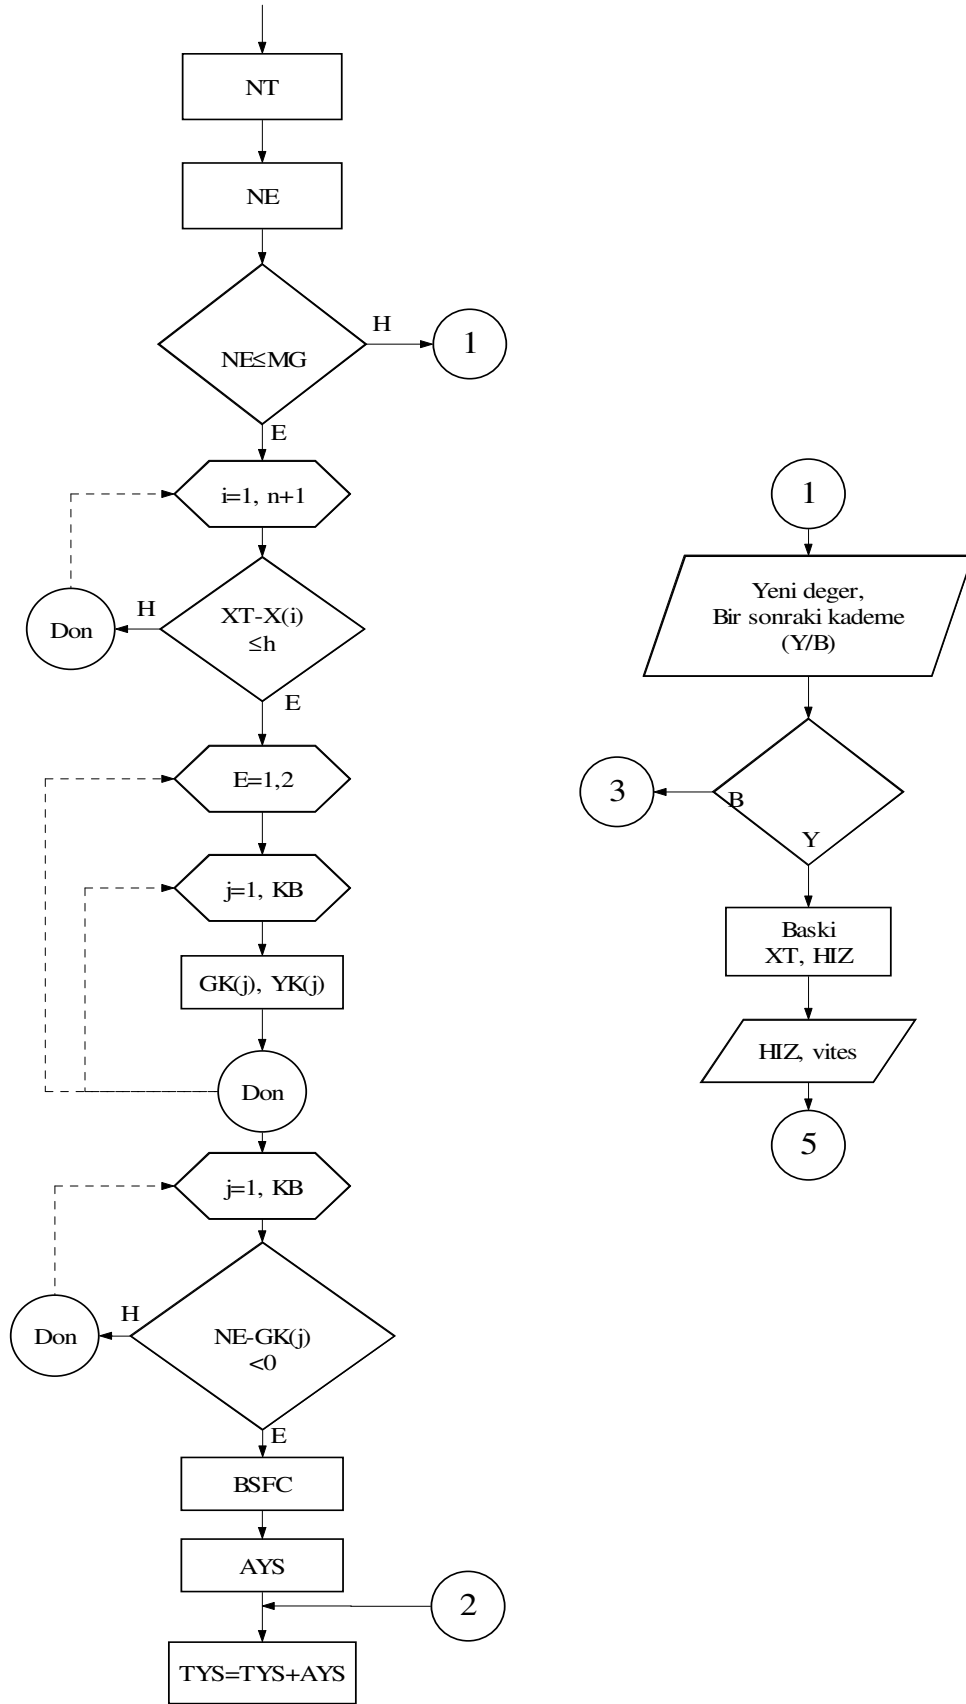 NT
NE
NE≤MG
H
1
E
i=1, n+1
XT-X(i)
≤h
H
Don
E
E=1,2
j=1, KB
GK(j), YK(j)
Don
j=1, KB
NE-GK(j)
<0
H
Don
E
BSFC
AYS
2
TYS=TYS+AYS
1
Yeni deger,
Bir sonraki kademe
(Y/B)
B
3
Y
Baski
XT, HIZ
HIZ, vites
5